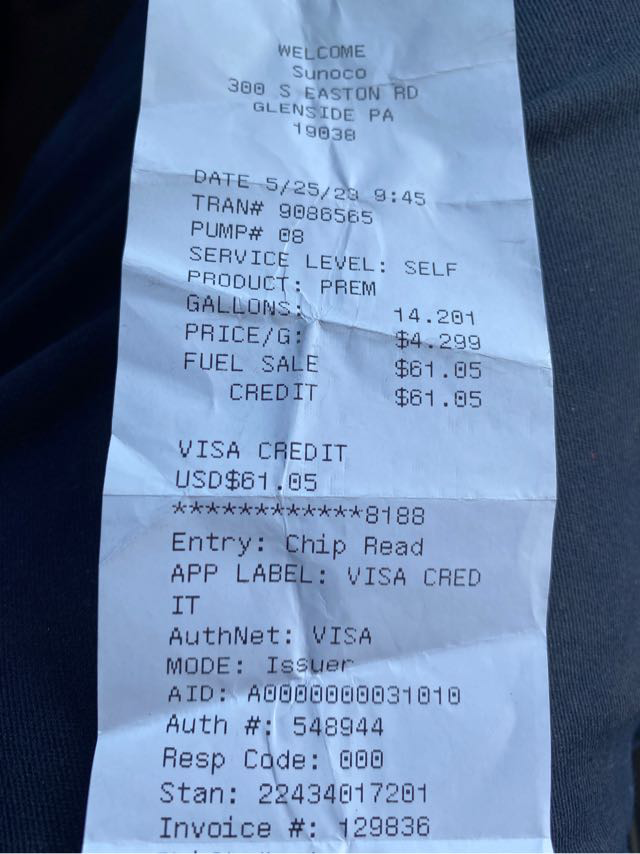 WELCOME
Sunoco
300 S EASTON RD
GLENSIDE PA
19038
DATE 5/25/23 9:45
TRAN# 9086565
PUMP# 08
SERVICE LEVEL: SELF
PRODUCT: PREM
GALLONS: 14.201
PRICE/G: $4.299
FUEL SALE $61.05
CREDIT $61.05
VISA CREDIT
USD$61.05
************8188
Entry: Chip Read
APP LABEL: VISA CRED
IT
AuthNet: VISA
MODE: Issuer
AID: A0000000031010
Auth #: 548944
Resp Code: 000
Stan: 22434017201
Invoice #: 129836